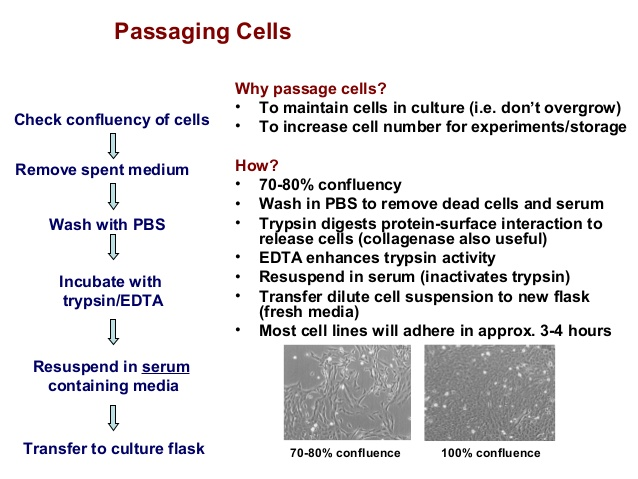 Passaging Cells
Check confluency of cells
Remove spent medium
Wash with PBS
Incubate with
trypsin/EDTA
Resuspend in serum
containing media
Transfer to culture flask
Why passage cells?
• To maintain cells in culture (i.e. don’t overgrow)
• To increase cell number for experiments/storage
How?
• 70-80% confluency
• Wash in PBS to remove dead cells and serum
• Trypsin digests protein-surface interaction to
release cells (collagenase also useful)
• EDTA enhances trypsin activity
• Resuspend in serum (inactivates trypsin)
• Transfer dilute cell suspension to new flask
(fresh media)
• Most cell lines will adhere in approx. 3-4 hours
70-80% confluence
100% confluence